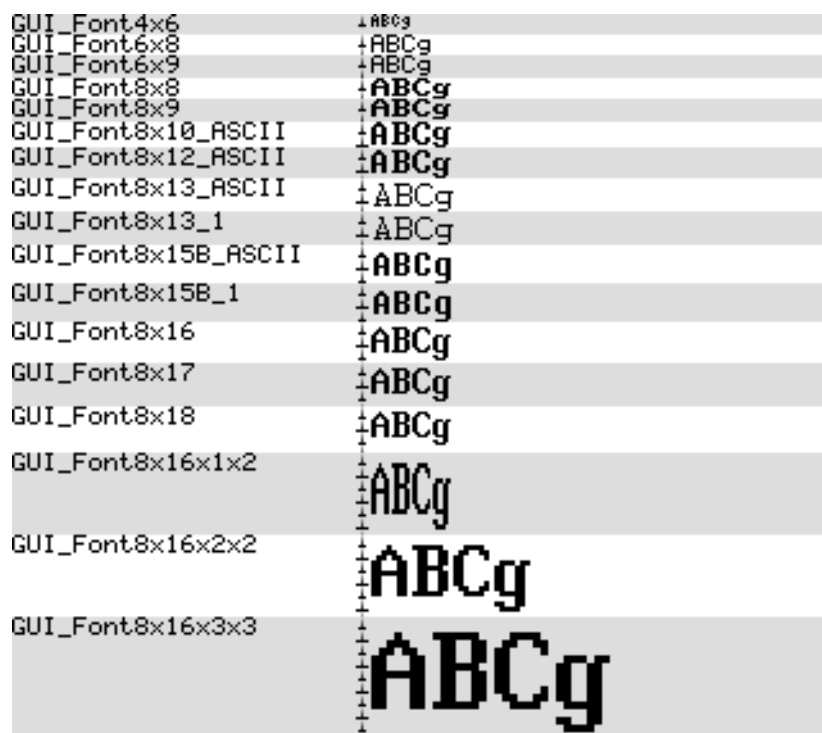 GUI_Font4x6 ABCg
GUI_Font6x8 ABCg
GUI_Font6x9 ABCg
GUI_Font8x8 ABCg
GUI_Font8x9 ABCg
GUI_Font8x10_ASCII ABCg
GUI_Font8x12_ASCII ABCg
GUI_Font8x13_ASCII ABCg
GUI_Font8x13_1 ABCg
GUI_Font8x15B_ASCII ABCg
GUI_Font8x15B_1 ABCg
GUI_Font8x16 ABCg
GUI_Font8x17 ABCg
GUI_Font8x18 ABCg
GUI_Font8x16x1x2 ABCg
GUI_Font8x16x2x2 ABCg
GUI_Font8x16x3x3 ABCg